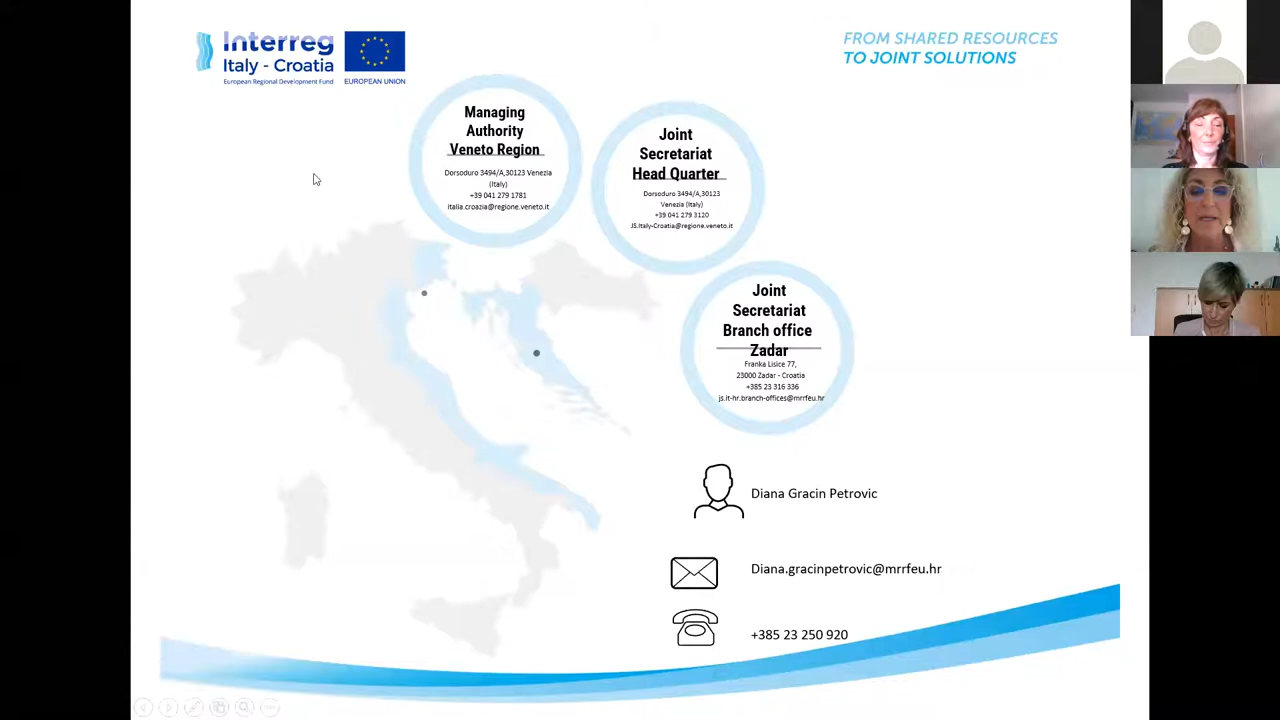 Interreg
Italy - Croatia
European Regional Development Fund
EUROPEAN UNION
FROM SHARED RESOURCES
TO JOINT SOLUTIONS
Managing
Authority
Veneto Region
Dorsoduro 3494/A,30123 Venezia
(Italy)
+39 041 279 1781
italia.croazia@regione.veneto.it
Joint
Secretariat
Head Quarter
Dorsoduro 3494/A,30123
Venezia (Italy)
+39 041 279 3120
JS.Italy-Croatia@regione.veneto.it
Joint
Secretariat
Branch office
Zadar
Franka Lisice 77,
23000 Zadar - Croatia
+385 23 316 336
js.it-hr.branch-offices@mrrfeu.hr
Diana Gracin Petrovic
Diana.gracinpetrovic@mrrfeu.hr
+385 23 250 920